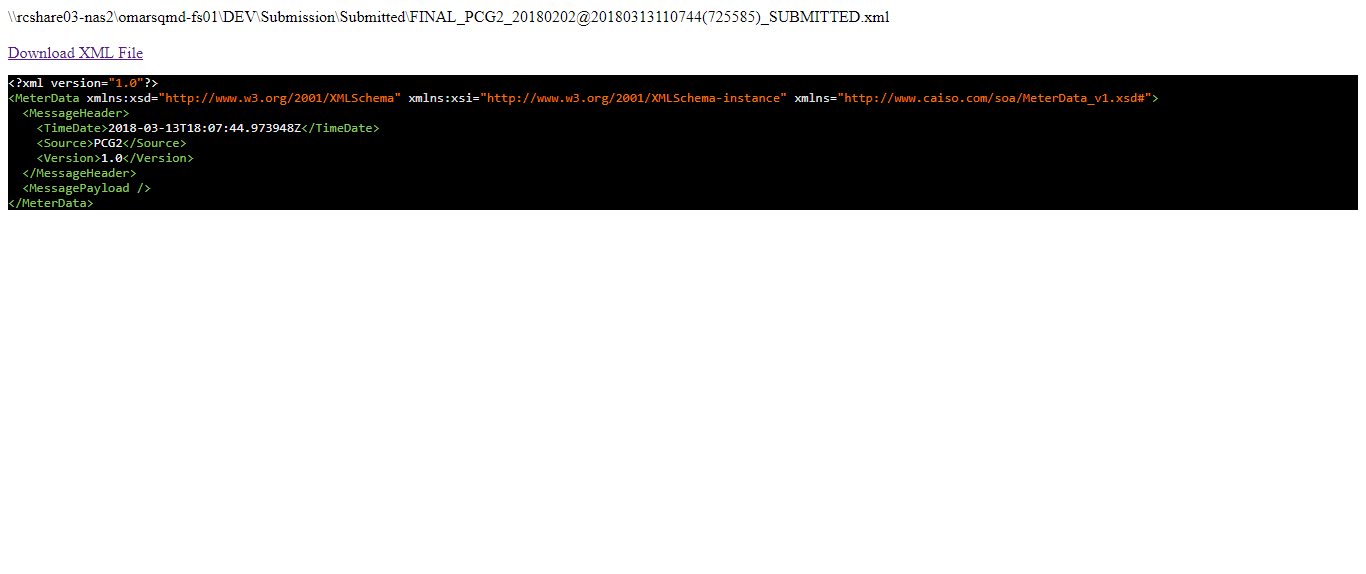 \\rcshare03-nas2\omarsqmd-fs01\DEV\Submission\Submitted\FINAL_PCG2_20180202@20180313110744(725585)_SUBMITTED.xml
Download XML File
<?xml version="1.0"?>
<MeterData xmlns:xsd="http://www.w3.org/2001/XMLSchema" xmlns:xsi="http://www.w3.org/2001/XMLSchema-instance" xmlns="http://www.caiso.com/soa/MeterData_v1.xsd#">
  <MessageHeader>
    <TimeDate>2018-03-13T18:07:44.973948Z</TimeDate>
    <Source>PCG2</Source>
    <Version>1.0</Version>
  </MessageHeader>
  <MessagePayload />
</MeterData>